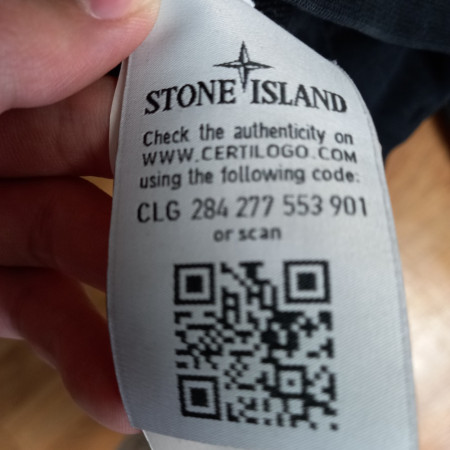 STONE ISLAND
Check the authenticity on
WWW.CERTILOGO.COM
using the following code:
CLG 284 277 553 901
or scan